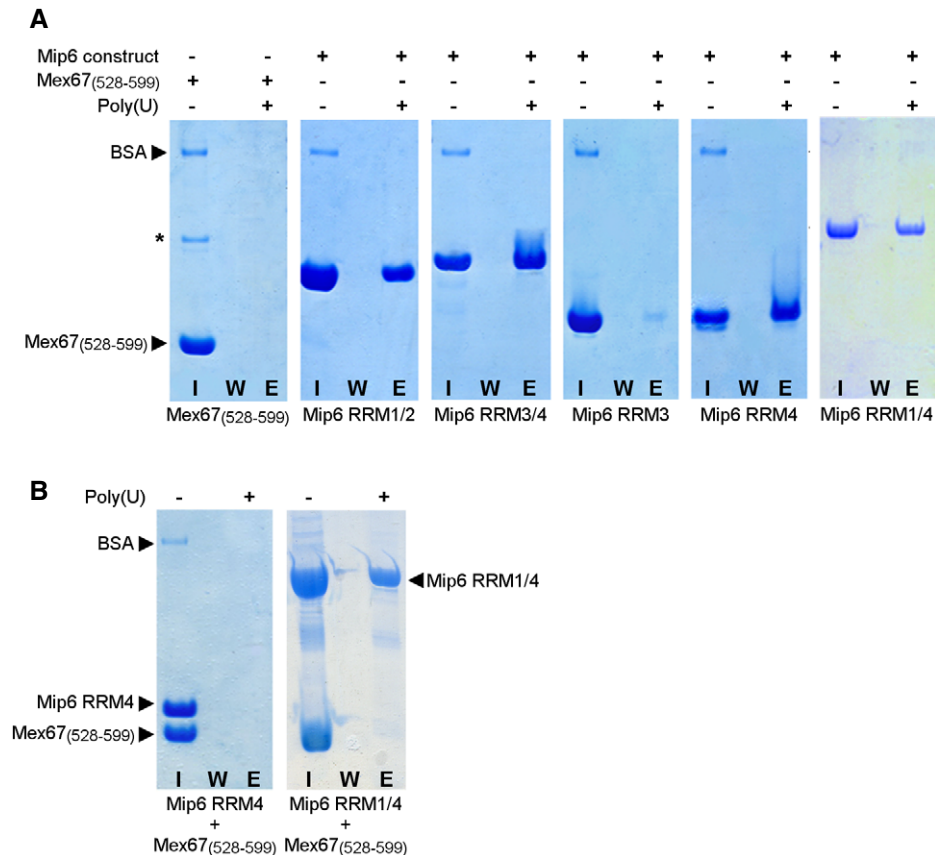 A
Mip6 construct - - + + + + + + + + + +
Mex67(528-599) + + - - - - - - - - - -
Poly(U) - + - + - + - + - + - +
BSA
*
Mex67(528-599)
I W E I W E I W E I W E I W E I W E
Mex67(528-599) Mip6 RRM1/2 Mip6 RRM3/4 Mip6 RRM3 Mip6 RRM4 Mip6 RRM1/4
B
Poly(U) - + - +
BSA
Mip6 RRM1/4
Mip6 RRM4
Mex67(528-599)
I W E I W E
Mip6 RRM4 Mip6 RRM1/4
+ +
Mex67(528-599) Mex67(528-599)